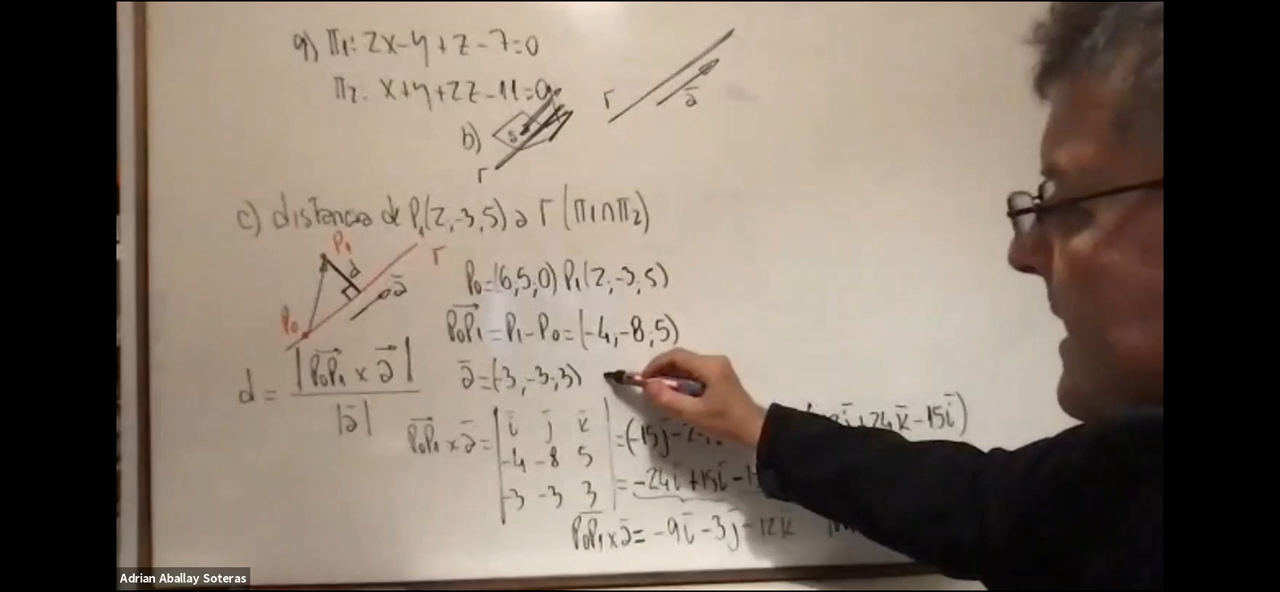 a) π1: 2x-y+z-7=0
π2: x+y+2z-11=0
r
ā
b)
s
r
c) distancia de P1(2,-3,5) a r (π1∩π2)
P1 r
d ā
P0
P0=(6,5,0) P1(2,-3,5)
P0P1=P1-P0=(-4,-8,5)
d = |P0P1 x ā| / |ā|
ā=(-3,-3,3)
P0P1 x ā = | i j k | =(-15j
+24k-15i)
-4 -8 5
-3 -3 3 = -24i+15i-1
P0P1 x ā = -9i-3j-12k
Adrian Aballay Soteras